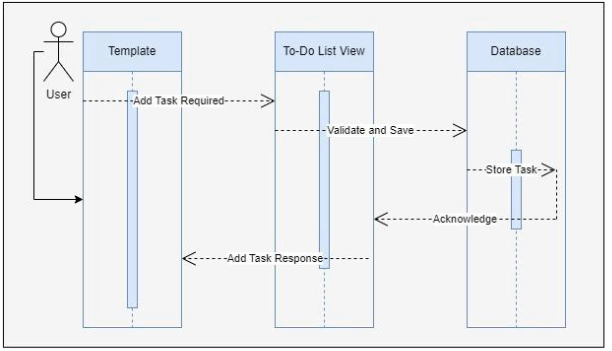 Template
To-Do List View
Database
User
Add Task Required
Validate and Save
Store Task
Acknowledge
Add Task Response